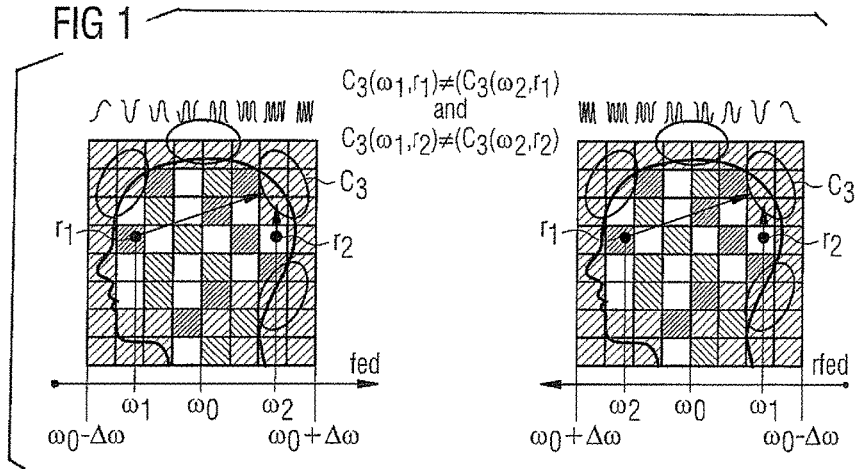 FIG 1
C₃(ω₁,r₁)≠(C₃(ω₂,r₁)
and
C₃(ω₁,r₂)≠(C₃(ω₂,r₂)
C₃
r₁
r₂
fed
ω₁ ω₀ ω₂
ω₀-Δω ω₀+Δω
C₃
r₁
r₂
rfed
ω₂ ω₀ ω₁
ω₀+Δω ω₀-Δω